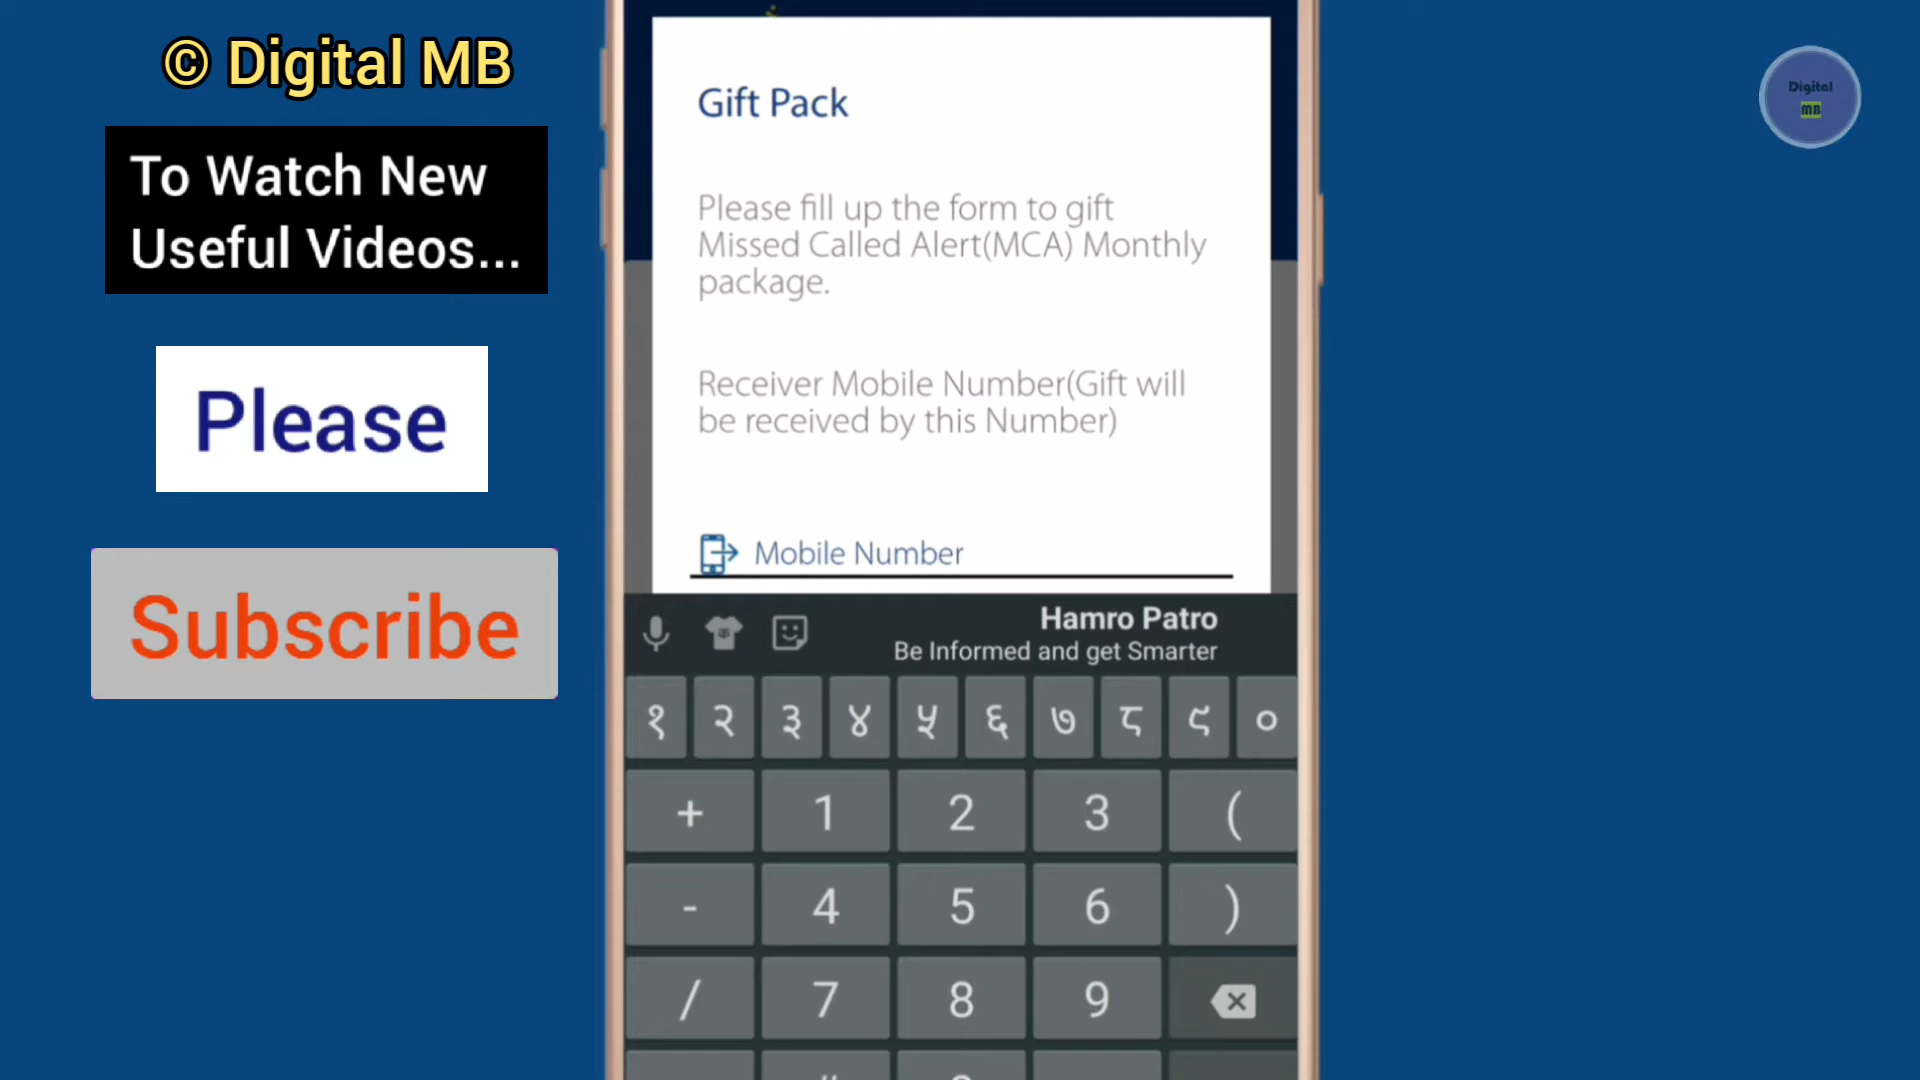 © Digital MB
To Watch New
Useful Videos...
Please
Subscribe
Digital
MB
Gift Pack
Please fill up the form to gift
Missed Called Alert(MCA) Monthly
package.
Receiver Mobile Number(Gift will
be received by this Number)
Mobile Number
Hamro Patro
Be Informed and get Smarter
१ २ ३ ४ ५ ६ ७ ८ ९ ०
+ 1 2 3 (
- 4 5 6 )
/ 7 8 9